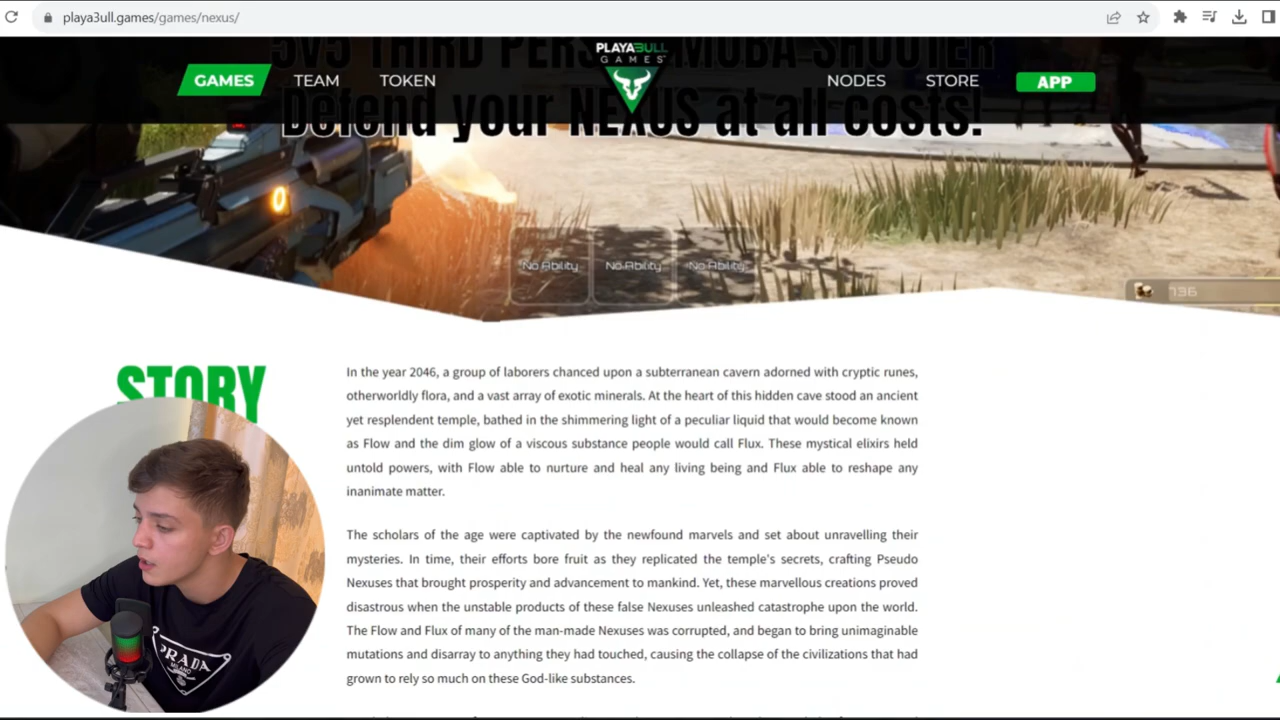 playa3ull.games/games/nexus/
5V5 THIRD PERSON MOBA SHOOTER
PLAYA3ULL
GAMES
GAMES TEAM TOKEN NODES STORE APP
Defend your NEXUS at all costs!
No Ability No Ability No Ability
136
STORY
In the year 2046, a group of laborers chanced upon a subterranean cavern adorned with cryptic runes,
otherworldly flora, and a vast array of exotic minerals. At the heart of this hidden cave stood an ancient
yet resplendent temple, bathed in the shimmering light of a peculiar liquid that would become known
as Flow and the dim glow of a viscous substance people would call Flux. These mystical elixirs held
untold powers, with Flow able to nurture and heal any living being and Flux able to reshape any
inanimate matter.
The scholars of the age were captivated by the newfound marvels and set about unravelling their
mysteries. In time, their efforts bore fruit as they replicated the temple's secrets, crafting Pseudo
Nexuses that brought prosperity and advancement to mankind. Yet, these marvellous creations proved
disastrous when the unstable products of these false Nexuses unleashed catastrophe upon the world.
The Flow and Flux of many of the man-made Nexuses was corrupted, and began to bring unimaginable
mutations and disarray to anything they had touched, causing the collapse of the civilizations that had
grown to rely so much on these God-like substances.
PRADA
MILANO